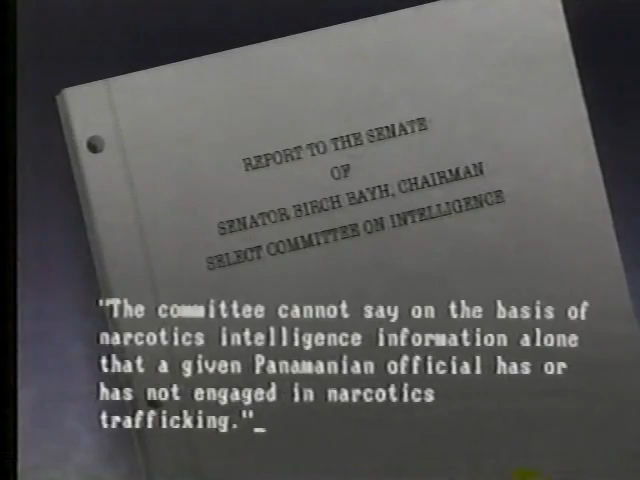 REPORT TO THE SENATE
OF
SENATOR BIRCH BAYH, CHAIRMAN
SELECT COMMITTEE ON INTELLIGENCE
"The committee cannot say on the basis of
narcotics intelligence information alone
that a given Panamanian official has or
has not engaged in narcotics
trafficking."_